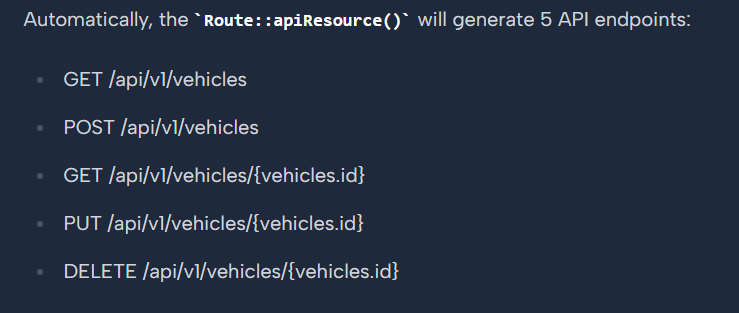 Automatically, the `Route::apiResource()` will generate 5 API endpoints:
GET /api/v1/vehicles
POST /api/v1/vehicles
GET /api/v1/vehicles/{vehicles.id}
PUT /api/v1/vehicles/{vehicles.id}
DELETE /api/v1/vehicles/{vehicles.id}